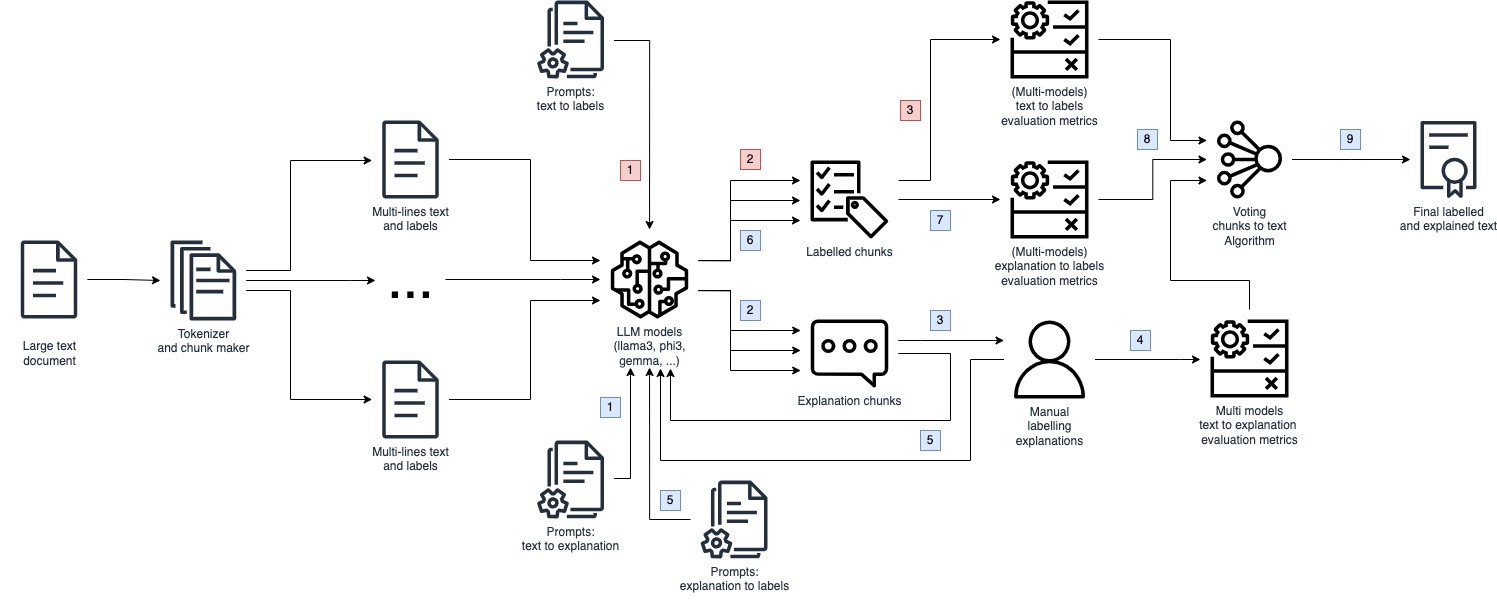 Prompts:
text to labels
(Multi-models)
text to labels
evaluation metrics
3
1
2
8
9
Multi-lines text
and labels
Voting
chunks to text
Algorithm
Final labelled
and explained text
7
6
Labelled chunks
(Multi-models)
explanation to labels
evaluation metrics
...
Large text
document
Tokenizer
and chunk maker
LLM models
(llama3, phi3,
gemma, ...)
2
3
4
Explanation chunks
Manual
labelling
explanations
Multi models
text to explanation
evaluation metrics
1
5
Multi-lines text
and labels
5
Prompts:
text to explanation
Prompts:
explanation to labels